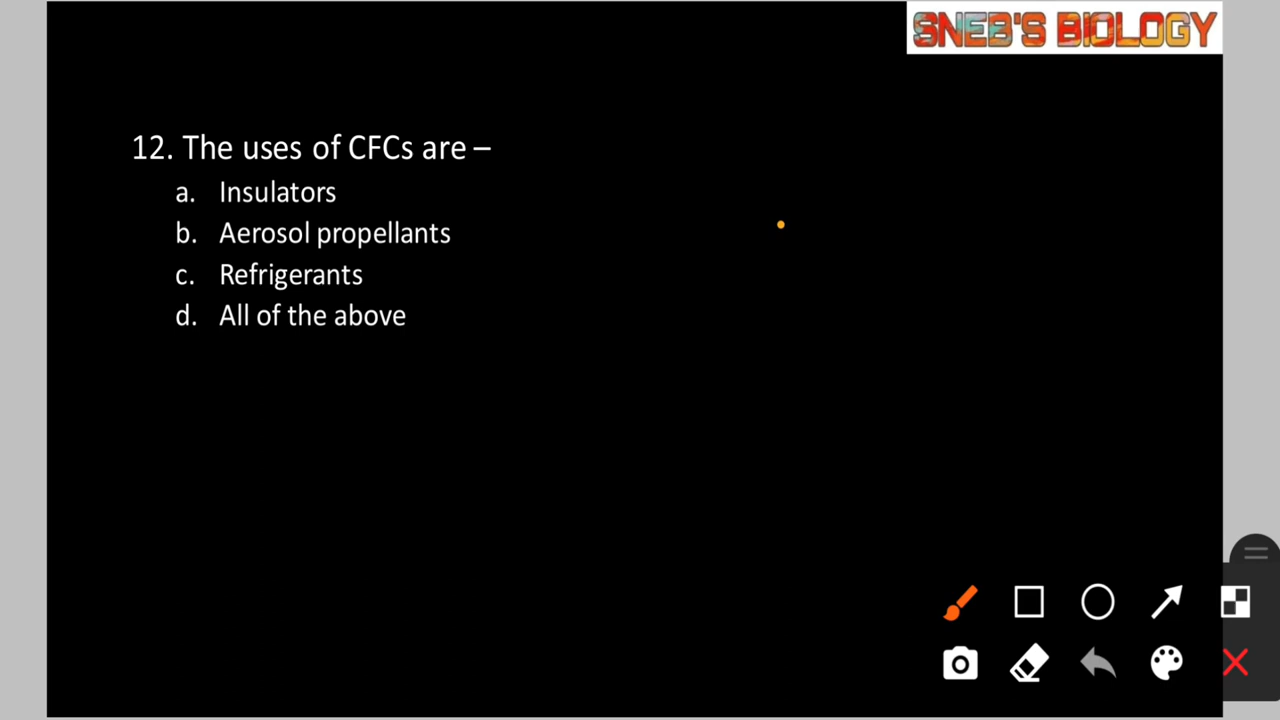 SNEB'S BIOLOGY
12. The uses of CFCs are –
a. Insulators
b. Aerosol propellants
c. Refrigerants
d. All of the above